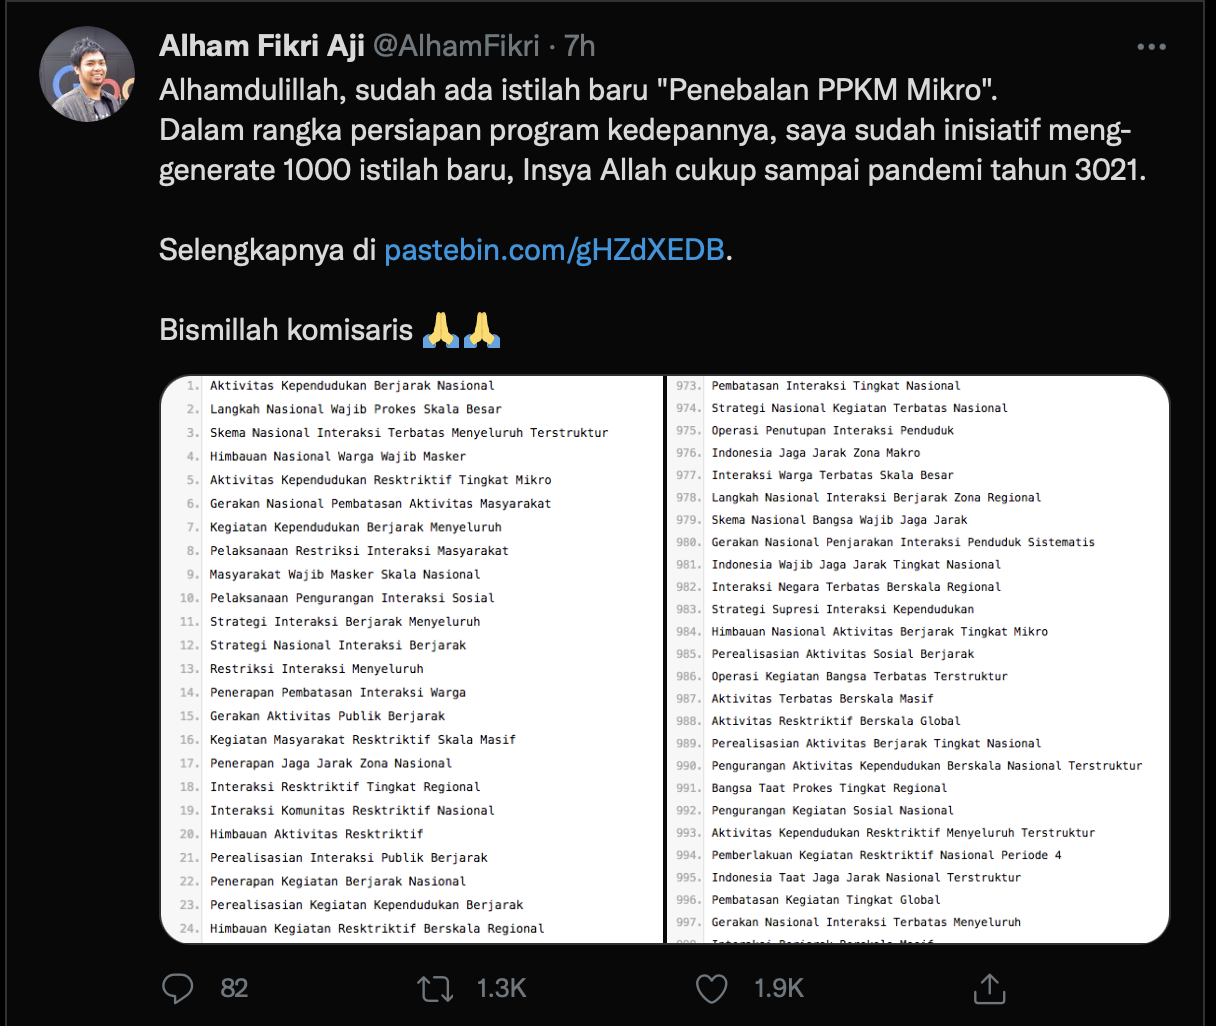 Alham Fikri Aji @AlhamFikri · 7h
Alhamdulillah, sudah ada istilah baru "Penebalan PPKM Mikro".
Dalam rangka persiapan program kedepannya, saya sudah inisiatif meng-
generate 1000 istilah baru, Insya Allah cukup sampai pandemi tahun 3021.
Selengkapnya di pastebin.com/gHZdXEDB.
Bismillah komisaris 🙏🙏
1. Aktivitas Kependudukan Berjarak Nasional
2. Langkah Nasional Wajib Prokes Skala Besar
3. Skema Nasional Interaksi Terbatas Menyeluruh Terstruktur
4. Himbauan Nasional Warga Wajib Masker
5. Aktivitas Kependudukan Resktriktif Tingkat Mikro
6. Gerakan Nasional Pembatasan Aktivitas Masyarakat
7. Kegiatan Kependudukan Berjarak Menyeluruh
8. Pelaksanaan Restriksi Interaksi Masyarakat
9. Masyarakat Wajib Masker Skala Nasional
10. Pelaksanaan Pengurangan Interaksi Sosial
11. Strategi Interaksi Berjarak Menyeluruh
12. Strategi Nasional Interaksi Berjarak
13. Restriksi Interaksi Menyeluruh
14. Penerapan Pembatasan Interaksi Warga
15. Gerakan Aktivitas Publik Berjarak
16. Kegiatan Masyarakat Resktriktif Skala Masif
17. Penerapan Jaga Jarak Zona Nasional
18. Interaksi Resktriktif Tingkat Regional
19. Interaksi Komunitas Resktriktif Nasional
20. Himbauan Aktivitas Resktriktif
21. Perealisasian Interaksi Publik Berjarak
22. Penerapan Kegiatan Berjarak Nasional
23. Perealisasian Kegiatan Kependudukan Berjarak
24. Himbauan Kegiatan Resktriktif Berskala Regional
973. Pembatasan Interaksi Tingkat Nasional
974. Strategi Nasional Kegiatan Terbatas Nasional
975. Operasi Penutupan Interaksi Penduduk
976. Indonesia Jaga Jarak Zona Makro
977. Interaksi Warga Terbatas Skala Besar
978. Langkah Nasional Interaksi Berjarak Zona Regional
979. Skema Nasional Bangsa Wajib Jaga Jarak
980. Gerakan Nasional Penjarakan Interaksi Penduduk Sistematis
981. Indonesia Wajib Jaga Jarak Tingkat Nasional
982. Interaksi Negara Terbatas Berskala Regional
983. Strategi Supresi Interaksi Kependudukan
984. Himbauan Nasional Aktivitas Berjarak Tingkat Mikro
985. Perealisasian Aktivitas Sosial Berjarak
986. Operasi Kegiatan Bangsa Terbatas Terstruktur
987. Aktivitas Terbatas Berskala Masif
988. Aktivitas Resktriktif Berskala Global
989. Perealisasian Aktivitas Berjarak Tingkat Nasional
990. Pengurangan Aktivitas Kependudukan Berskala Nasional Terstruktur
991. Bangsa Taat Prokes Tingkat Regional
992. Pengurangan Kegiatan Sosial Nasional
993. Aktivitas Kependudukan Resktriktif Menyeluruh Terstruktur
994. Pemberlakuan Kegiatan Resktriktif Nasional Periode 4
995. Indonesia Taat Jaga Jarak Nasional Terstruktur
996. Pembatasan Kegiatan Tingkat Global
997. Gerakan Nasional Interaksi Terbatas Menyeluruh
82 1.3K 1.9K